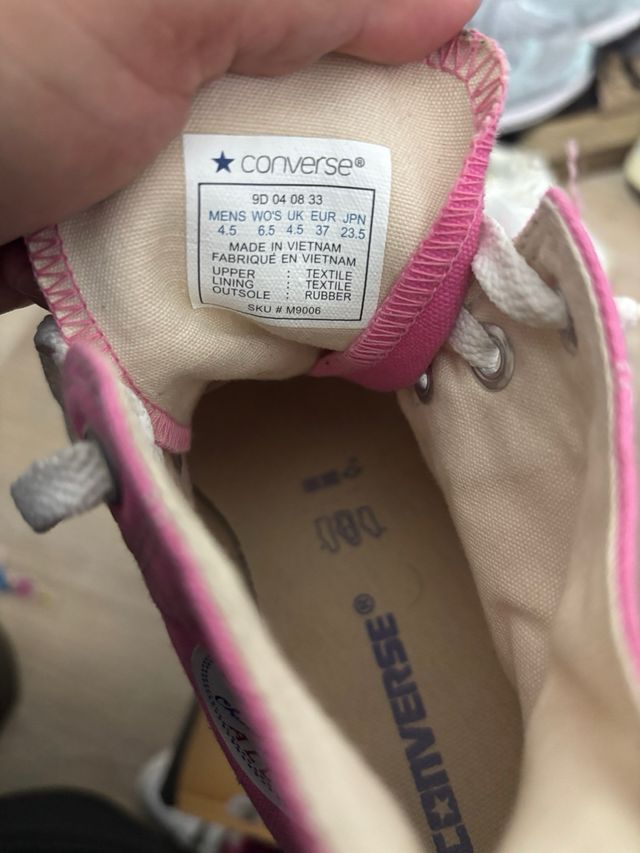 ★ converse®
9D 04 08 33
MENS WO'S UK EUR JPN
4.5 6.5 4.5 37 23.5
MADE IN VIETNAM
FABRIQUÉ EN VIETNAM
UPPER : TEXTILE
LINING : TEXTILE
OUTSOLE : RUBBER
SKU # M9006
CONVERSE®
ALL